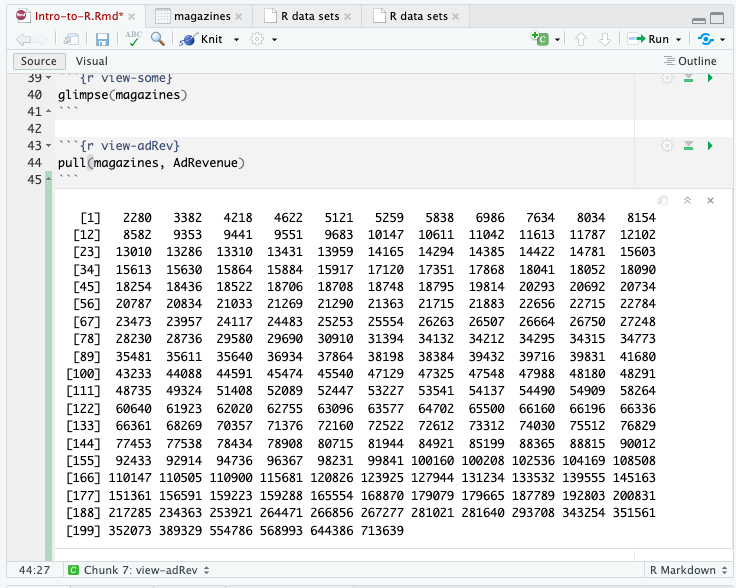 Intro-to-R.Rmd* × magazines × R data sets × R data sets ×
ABC Knit Run
Source Visual Outline
39 ```{r view-some}
40 glimpse(magazines)
41 ```
42
43 ```{r view-adRev}
44 pull(magazines, AdRevenue)
45 ```
[1] 2280 3382 4218 4622 5121 5259 5838 6986 7634 8034 8154
[12] 8582 9353 9441 9551 9683 10147 10611 11042 11613 11787 12102
[23] 13010 13286 13310 13431 13959 14165 14294 14385 14422 14781 15603
[34] 15613 15630 15864 15884 15917 17120 17351 17868 18041 18052 18090
[45] 18254 18436 18522 18706 18708 18748 18795 19814 20293 20692 20734
[56] 20787 20834 21033 21269 21290 21363 21715 21883 22656 22715 22784
[67] 23473 23957 24117 24483 25253 25554 26263 26507 26664 26750 27248
[78] 28230 28736 29580 29690 30910 31394 34132 34212 34295 34315 34773
[89] 35481 35611 35640 36934 37864 38198 38384 39432 39716 39831 41680
[100] 43233 44088 44591 45474 45540 47129 47325 47548 47988 48180 48291
[111] 48735 49324 51408 52089 52447 53227 53541 54137 54490 54909 58264
[122] 60640 61923 62020 62755 63096 63577 64702 65500 66160 66196 66336
[133] 66361 68269 70357 71376 72160 72522 72612 73312 74030 75512 76829
[144] 77453 77538 78434 78908 80715 81944 84921 85199 88365 88815 90012
[155] 92433 92914 94736 96367 98231 99841 100160 100208 102536 104169 108508
[166] 110147 110505 110900 115681 120826 123925 127944 131234 133532 139555 145163
[177] 151361 156591 159223 159288 165554 168870 179079 179665 187789 192803 200831
[188] 217285 234363 253921 264471 266856 267277 281021 281640 293708 343254 351561
[199] 352073 389329 554786 568993 644386 713639
44:27 C Chunk 7: view-adRev R Markdown